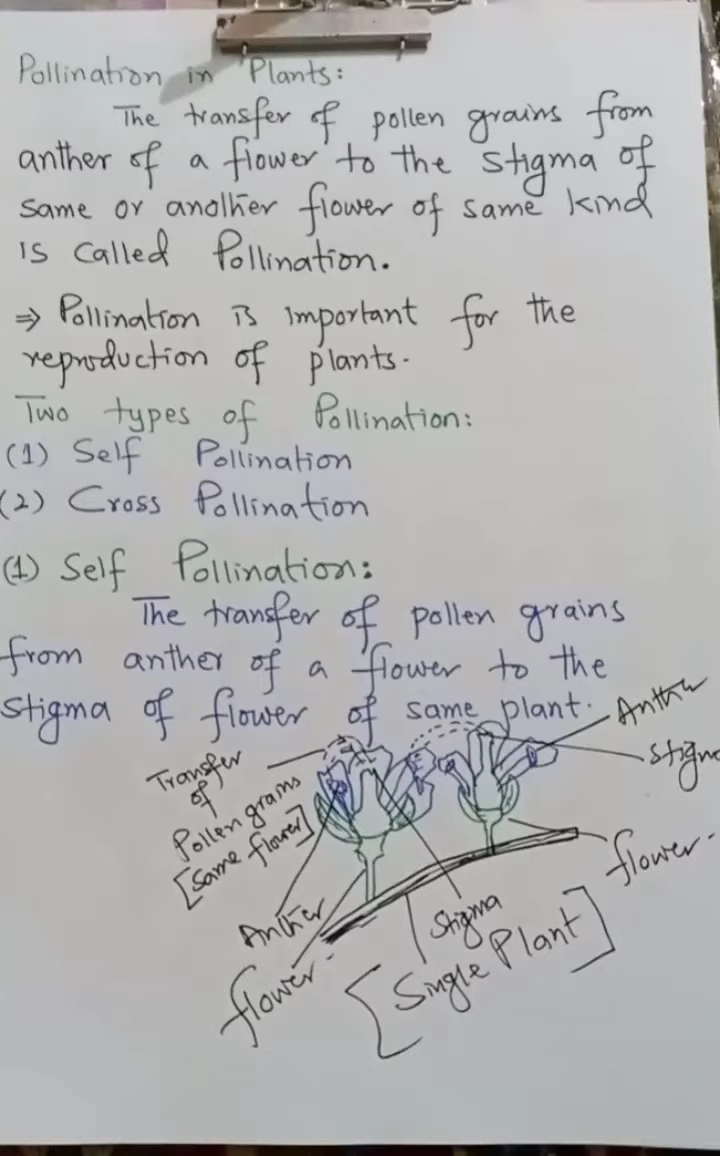 Pollination in Plants:
The transfer of pollen grains from
anther of a flower to the stigma of
same or another flower of same kind
is called Pollination.
⇒ Pollination is important for the
reproduction of plants.
Two types of Pollination:
(1) Self Pollination
(2) Cross Pollination
(1) Self Pollination:
The transfer of pollen grains
from anther of a flower to the
stigma of flower of same plant.
Anther
Stigma
Transfer
of
Pollen grains
[Same flower]
flower.
Anther
Stigma
flower.
[Single Plant]